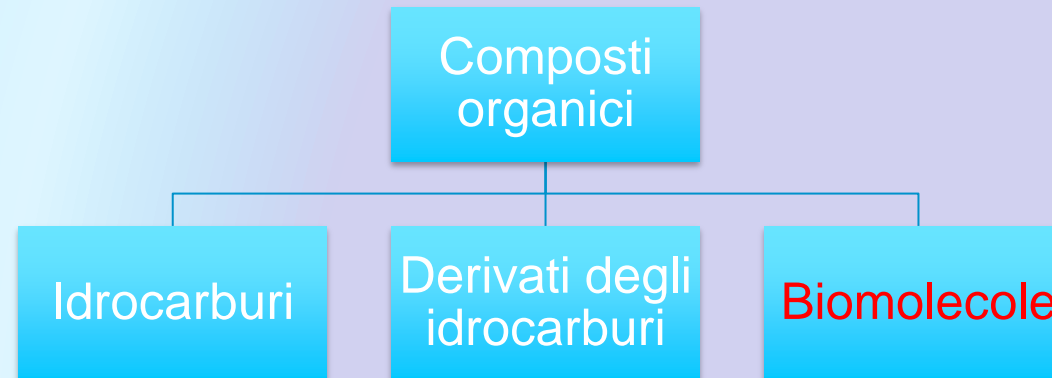 Composti
organici
Idrocarburi
Derivati degli
idrocarburi
Biomolecole